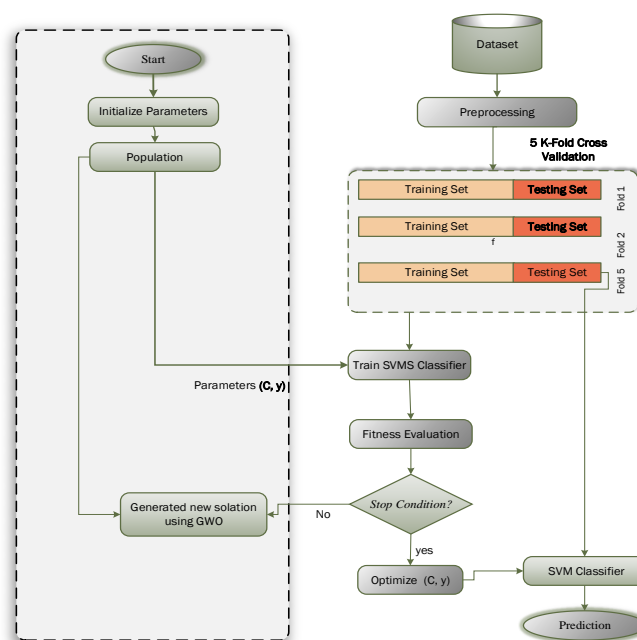 Start
Initialize Parameters
Population
Dataset
Preprocessing
5 K-Fold Cross
Validation
Training Set
Testing Set
Fold 1
Training Set
Testing Set
Fold 2
f
Training Set
Testing Set
Fold 5
Train SVMS Classifier
Parameters (C, y)
Fitness Evaluation
Stop Condition?
No
Generated new solation
using GWO
yes
Optimize (C, y)
SVM Classifier
Prediction